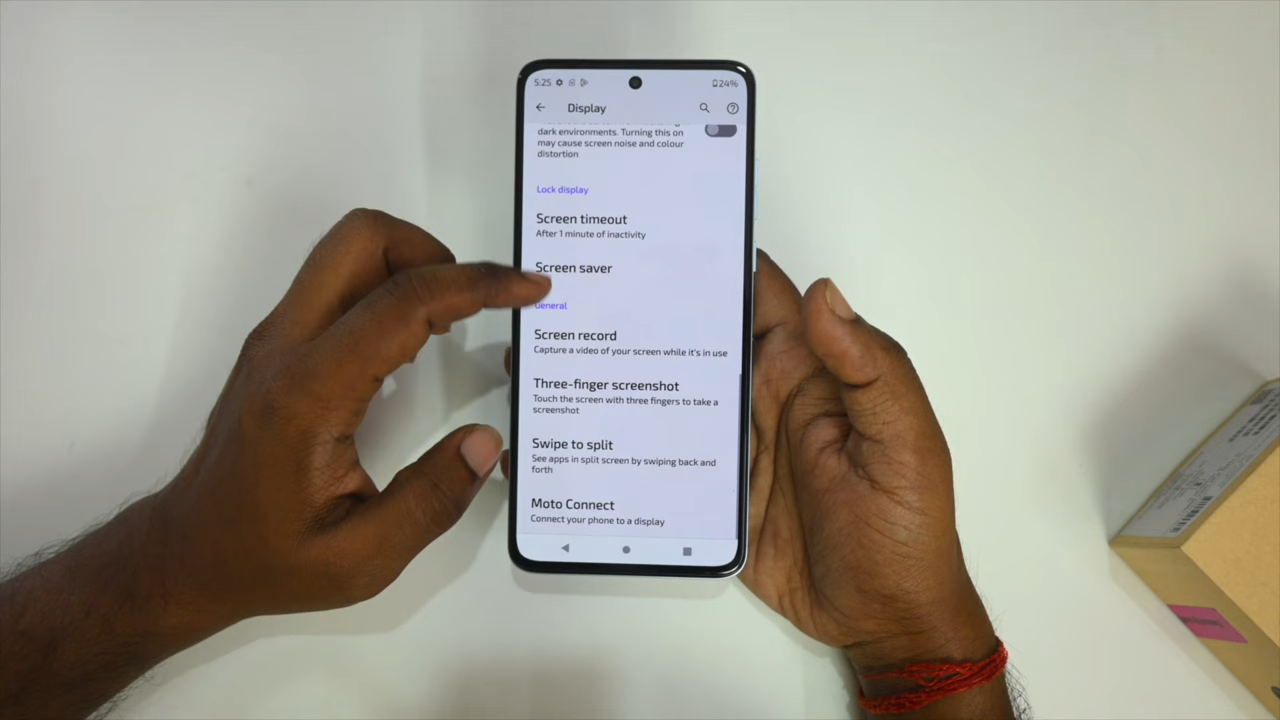 5:25
24%
Display
dark environments. Turning this on
may cause screen noise and colour
distortion
Lock display
Screen timeout
After 1 minute of inactivity
Screen saver
General
Screen record
Capture a video of your screen while it's in use
Three-finger screenshot
Touch the screen with three fingers to take a
screenshot
Swipe to split
See apps in split screen by swiping back and
forth
Moto Connect
Connect your phone to a display